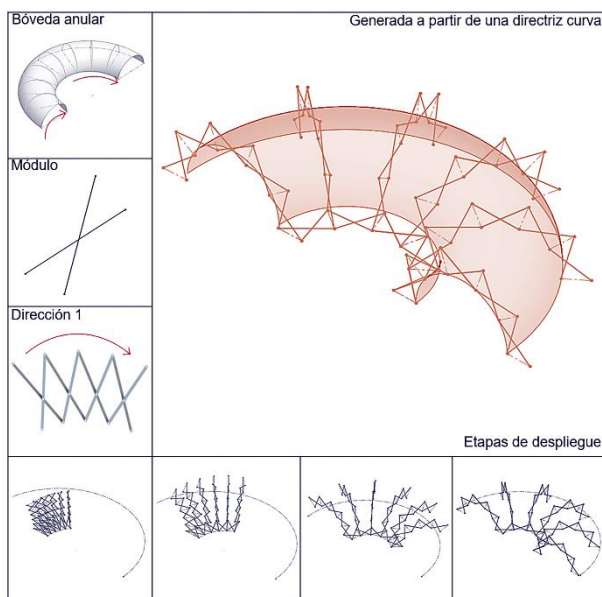 Bóveda anular
Generada a partir de una directriz curva
Módulo
Dirección 1
Etapas de despliegue